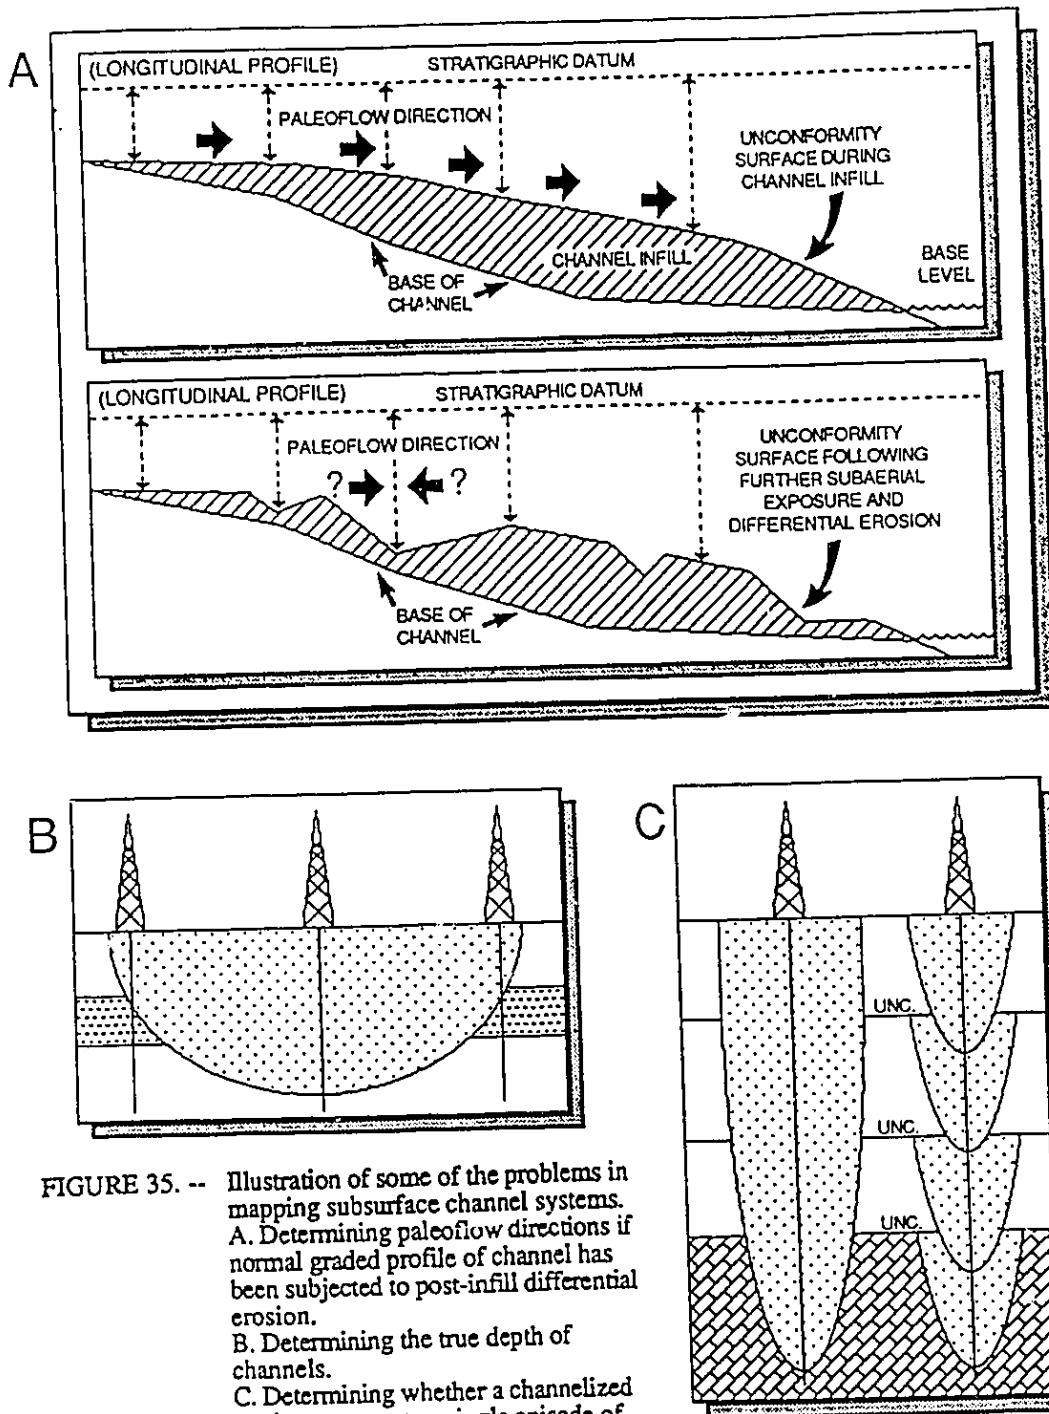 A
(LONGITUDINAL PROFILE)
STRATIGRAPHIC DATUM
PALEOFLOW DIRECTION
UNCONFORMITY
SURFACE DURING
CHANNEL INFILL
CHANNEL INFILL
BASE
LEVEL
BASE OF
CHANNEL
(LONGITUDINAL PROFILE)
STRATIGRAPHIC DATUM
PALEOFLOW DIRECTION
? ?
UNCONFORMITY
SURFACE FOLLOWING
FURTHER SUBAERIAL
EXPOSURE AND
DIFFERENTIAL EROSION
BASE OF
CHANNEL
B
C
UNC.
UNC.
UNC.
FIGURE 35. -- Illustration of some of the problems in
mapping subsurface channel systems.
A. Determining paleoflow directions if
normal graded profile of channel has
been subjected to post-infill differential
erosion.
B. Determining the true depth of
channels.
C. Determining whether a channelized
single episode of